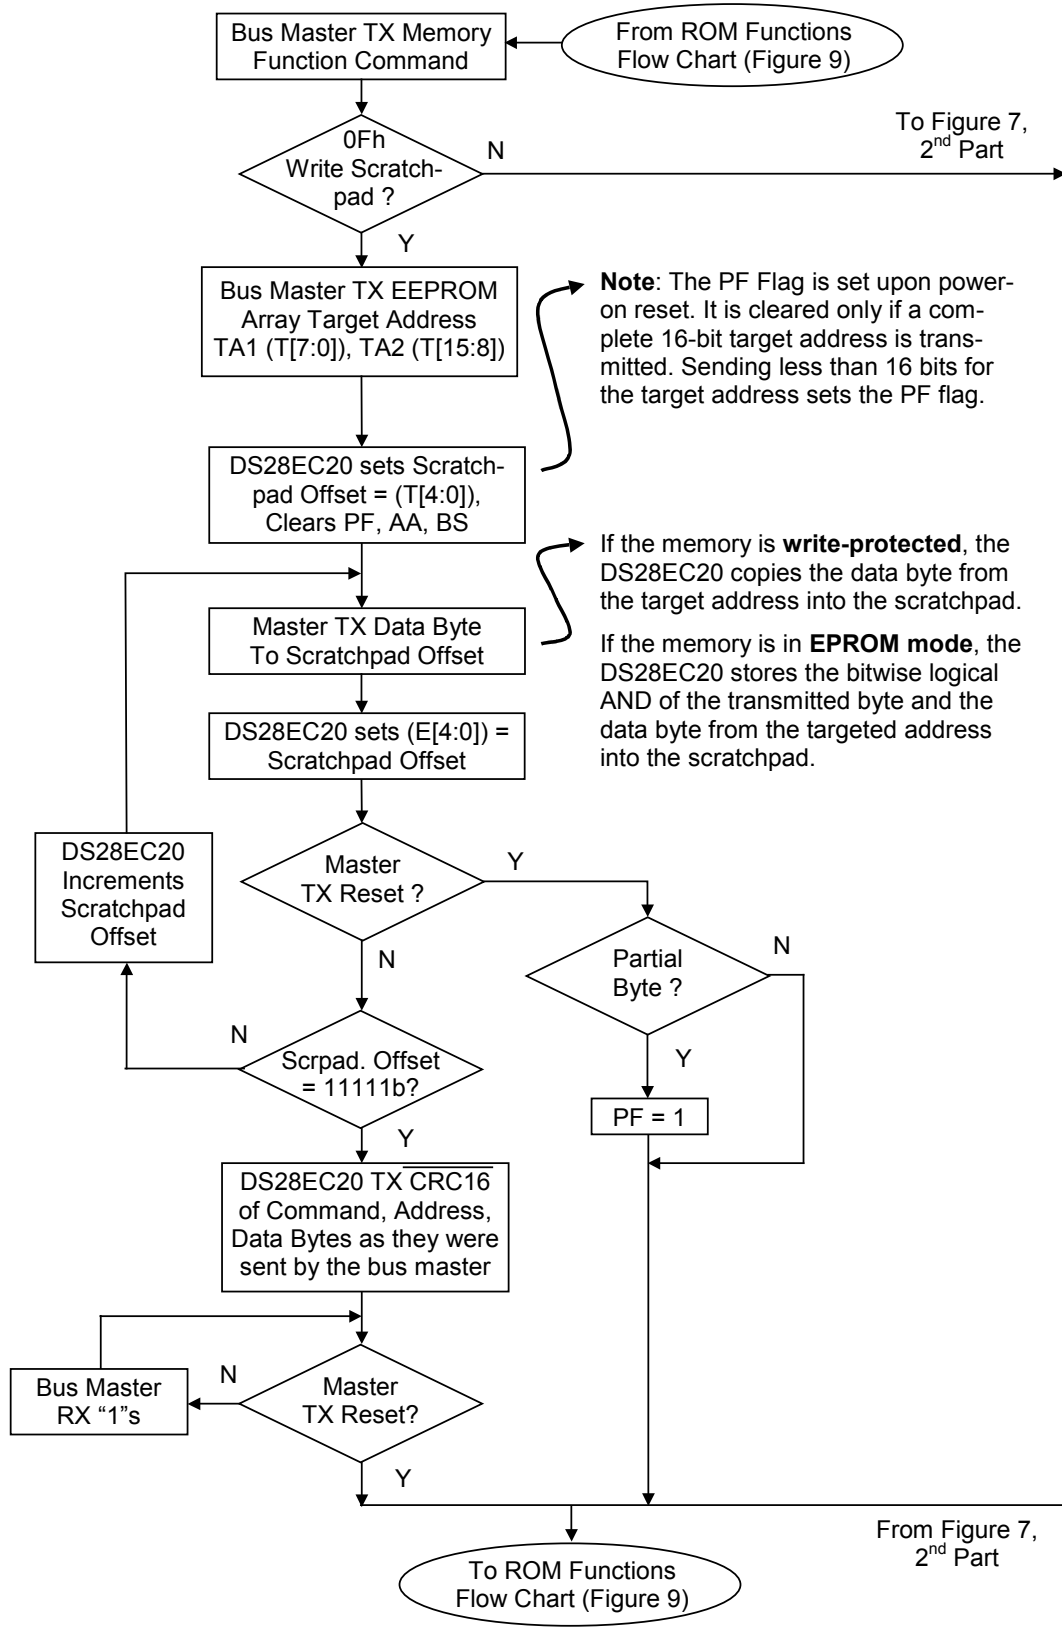 Bus Master TX Memory
Function Command
From ROM Functions
Flow Chart (Figure 9)
To Figure 7,
2nd Part
0Fh
Write Scratch-
pad ?
N
Y
Bus Master TX EEPROM
Array Target Address
TA1 (T[7:0]), TA2 (T[15:8])
Note: The PF Flag is set upon power-
on reset. It is cleared only if a com-
plete 16-bit target address is trans-
mitted. Sending less than 16 bits for
the target address sets the PF flag.
DS28EC20 sets Scratch-
pad Offset = (T[4:0]),
Clears PF, AA, BS
If the memory is write-protected, the
DS28EC20 copies the data byte from
the target address into the scratchpad.
If the memory is in EPROM mode, the
DS28EC20 stores the bitwise logical
AND of the transmitted byte and the
data byte from the targeted address
into the scratchpad.
Master TX Data Byte
To Scratchpad Offset
DS28EC20 sets (E[4:0]) =
Scratchpad Offset
DS28EC20
Increments
Scratchpad
Offset
Master
TX Reset ?
Y
N
Partial
Byte ?
N
Y
PF = 1
Scrpad. Offset
= 11111b?
N
Y
DS28EC20 TX CRC16
of Command, Address,
Data Bytes as they were
sent by the bus master
Bus Master
RX “1”s
N
Master
TX Reset?
Y
From Figure 7,
2nd Part
To ROM Functions
Flow Chart (Figure 9)